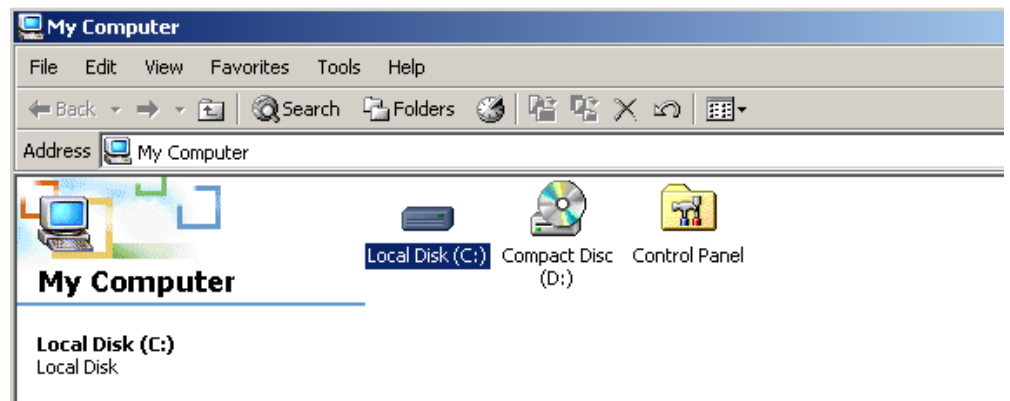 My Computer
File Edit View Favorites Tools Help
Back Search Folders
Address My Computer
Local Disk (C:) Compact Disc (D:) Control Panel
My Computer
Local Disk (C:)
Local Disk